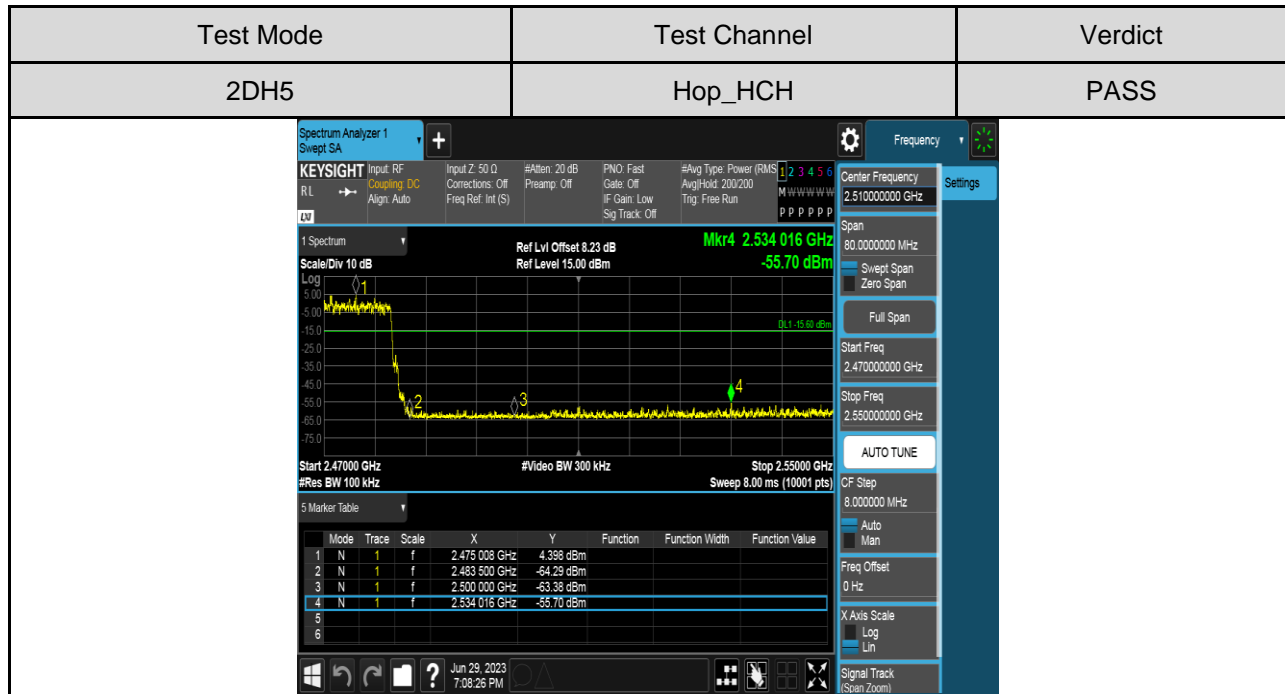 Test Mode Test Channel Verdict
2DH5 Hop_HCH PASS
Spectrum Analyzer 1
Swept SA
+
Frequency
Settings
KEYSIGHT
RL
LXI
Input: RF
Coupling: DC
Align: Auto
Input Z: 50 Ω
Corrections: Off
Freq Ref: Int (S)
#Atten: 20 dB
Preamp: Off
PNO: Fast
Gate: Off
IF Gain: Low
Sig Track: Off
#Avg Type: Power (RMS
Avg|Hold: 200/200
Trig: Free Run
1 2 3 4 5 6
M W W W W W
P P P P P P
1 Spectrum
Scale/Div 10 dB
Ref Lvl Offset 8.23 dB
Ref Level 15.00 dBm
Mkr4 2.534 016 GHz
-55.70 dBm
Log
5.00
-5.00
-15.0
-25.0
-35.0
-45.0
-55.0
-65.0
-75.0
1
2
3
4
DL1 -15.60 dBm
Start 2.47000 GHz #Video BW 300 kHz Stop 2.55000 GHz
#Res BW 100 kHz Sweep 8.00 ms (10001 pts)
5 Marker Table
Mode Trace Scale X Y Function Function Width Function Value
1 N 1 f 2.475 008 GHz 4.398 dBm
2 N 1 f 2.483 500 GHz -64.29 dBm
3 N 1 f 2.500 000 GHz -63.38 dBm
4 N 1 f 2.534 016 GHz -55.70 dBm
5
6
Center Frequency
2.510000000 GHz
Span
80.0000000 MHz
Swept Span
Zero Span
Full Span
Start Freq
2.470000000 GHz
Stop Freq
2.550000000 GHz
AUTO TUNE
CF Step
8.000000 MHz
Auto
Man
Freq Offset
0 Hz
X Axis Scale
Log
Lin
Signal Track
(Span Zoom)
?
Jun 29, 2023
7:08:26 PM